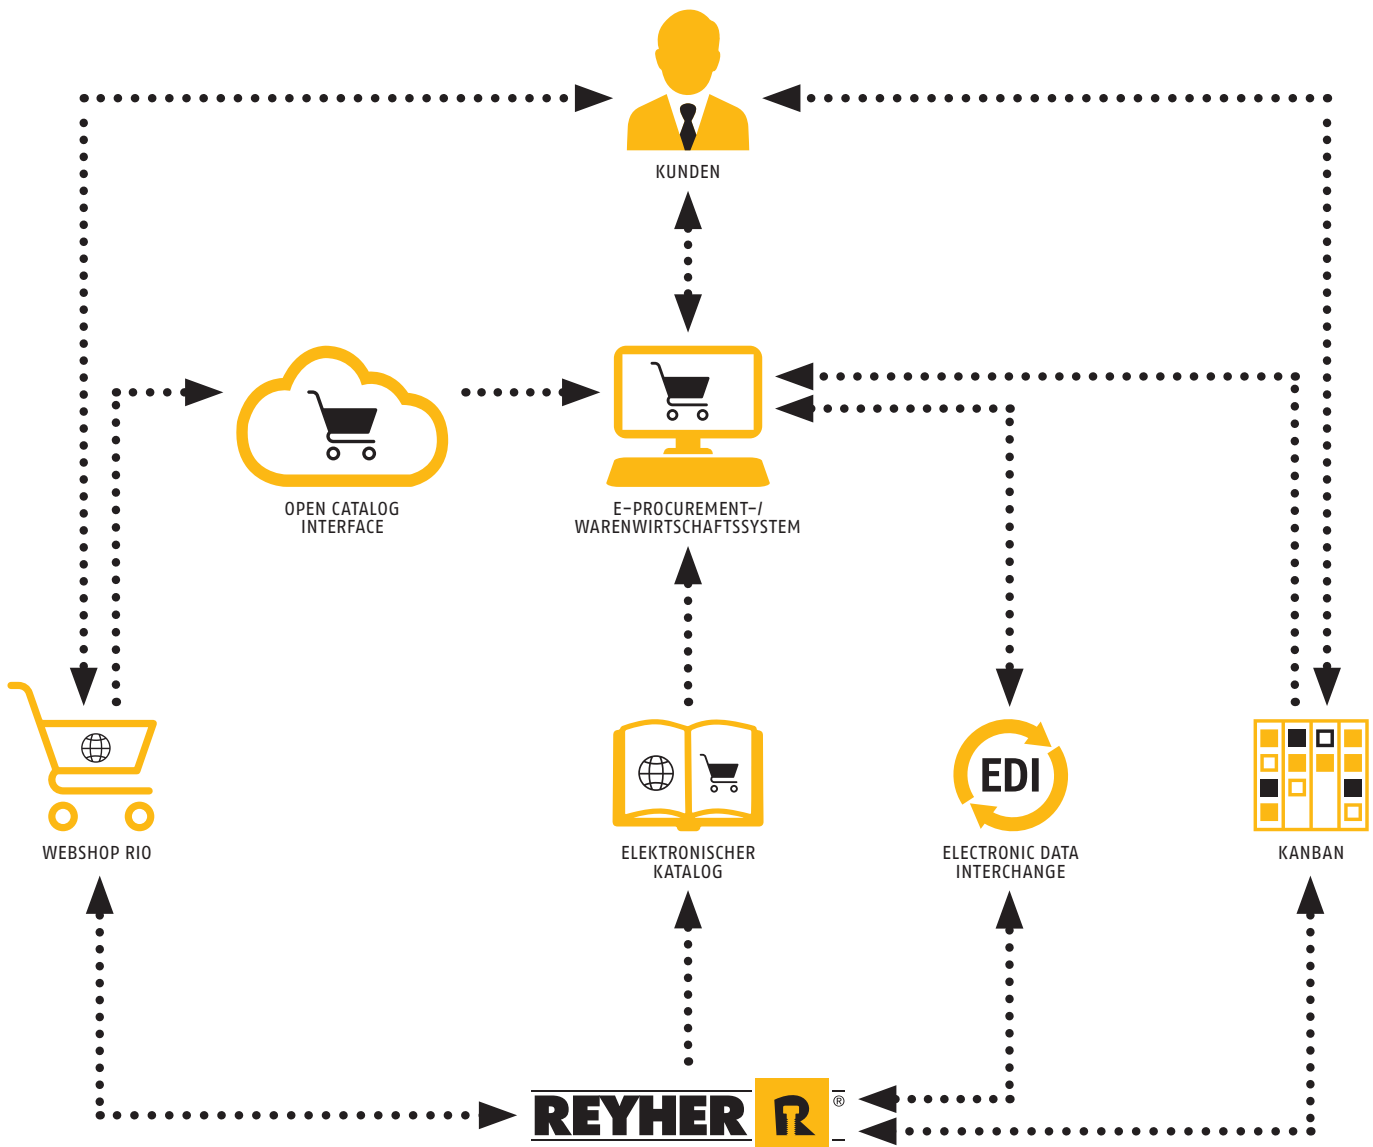 KUNDEN
OPEN CATALOG
INTERFACE
E-PROCUREMENT-/
WARENWIRTSCHAFTSSYSTEM
EDI
WEBSHOP RIO
ELEKTRONISCHER
KATALOG
ELECTRONIC DATA
INTERCHANGE
KANBAN
REYHER R ®